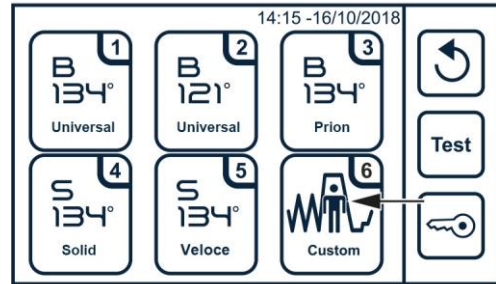 14:15 -16/10/2018
1
B
134°
Universal
2
B
121°
Universal
3
B
134°
Prion
4
S
134°
Solid
5
S
134°
Veloce
6
Custom
Test